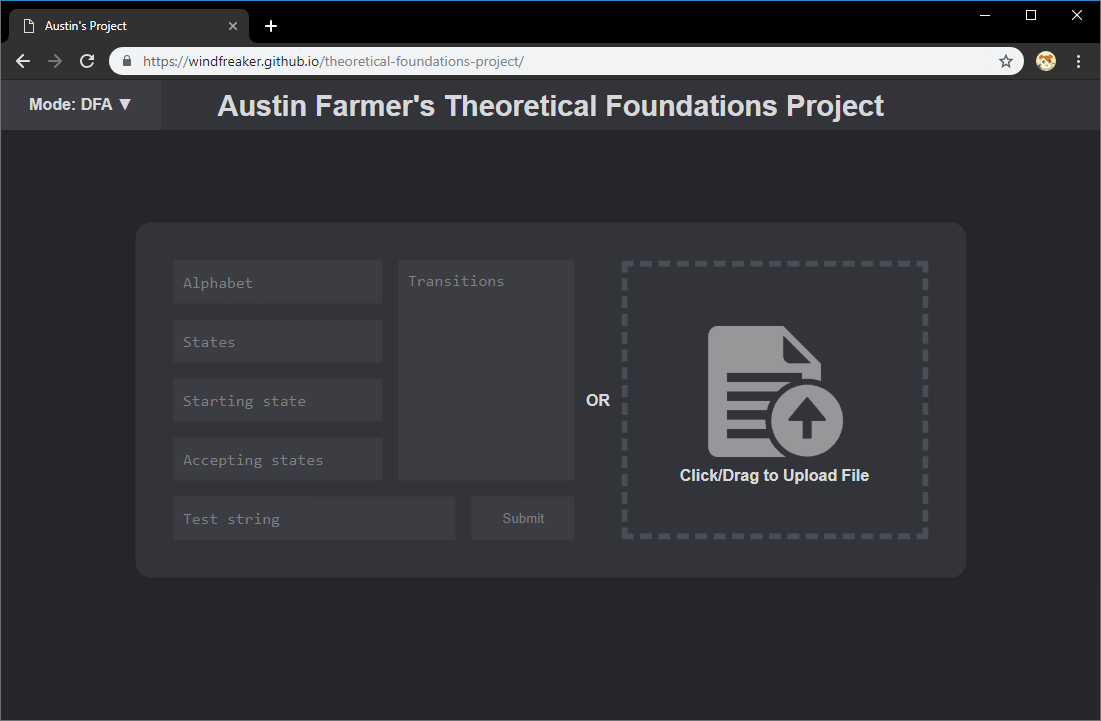 Austin's Project
https://windfreaker.github.io/theoretical-foundations-project/
Mode: DFA ▼
Austin Farmer's Theoretical Foundations Project
Alphabet
States
Starting state
Accepting states
Transitions
Test string
Submit
OR
Click/Drag to Upload File